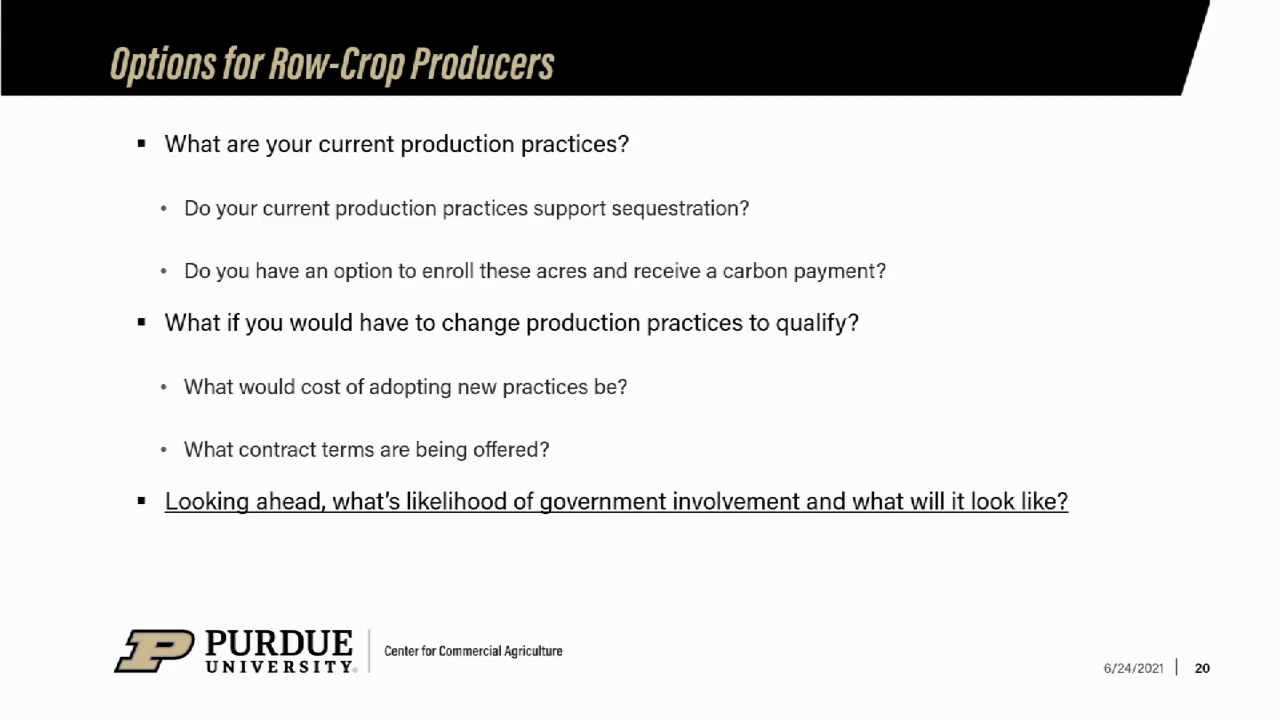 Options for Row-Crop Producers
▪ What are your current production practices?
• Do your current production practices support sequestration?
• Do you have an option to enroll these acres and receive a carbon payment?
▪ What if you would have to change production practices to qualify?
• What would cost of adopting new practices be?
• What contract terms are being offered?
▪ Looking ahead, what’s likelihood of government involvement and what will it look like?
P PURDUE
UNIVERSITY®
Center for Commercial Agriculture
6/24/2021 | 20